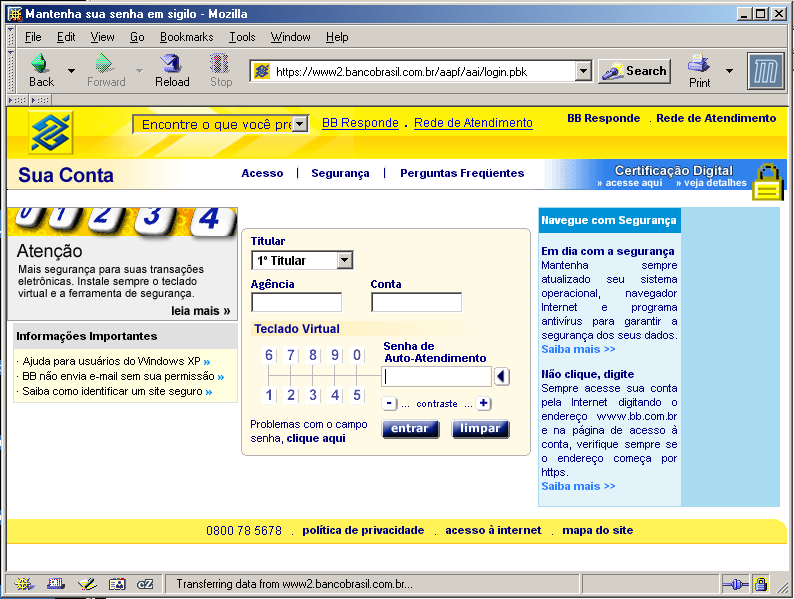 Mantenha sua senha em sigilo - Mozilla
File Edit View Go Bookmarks Tools Window Help
Back Forward Reload Stop https://www2.bancobrasil.com.br/aapf/aai/login.pbk Search Print
Encontre o que você pre BB Responde . Rede de Atendimento BB Responde . Rede de Atendimento
Sua Conta Acesso | Segurança | Perguntas Freqüentes Certificação Digital
» acesse aqui » veja detalhes
0 1 2 3 4
Atenção
Mais segurança para suas transações
eletrônicas. Instale sempre o teclado
virtual e a ferramenta de segurança.
leia mais »
Informações Importantes
· Ajuda para usuários do Windows XP »
· BB não envia e-mail sem sua permissão »
· Saiba como identificar um site seguro »
Titular
1º Titular
Agência Conta
Teclado Virtual
6 7 8 9 0
1 2 3 4 5
Senha de
Auto-Atendimento
- ... contraste ... +
Problemas com o campo
senha, clique aqui
entrar limpar
Navegue com Segurança
Em dia com a segurança
Mantenha sempre
atualizado seu sistema
operacional, navegador
Internet e programa
antivírus para garantir a
segurança dos seus dados.
Saiba mais >>
Não clique, digite
Sempre acesse sua conta
pela Internet digitando o
endereço www.bb.com.br
e na página de acesso à
conta, verifique sempre se
o endereço começa por
https.
Saiba mais >>
0800 78 5678 . política de privacidade . acesso à internet . mapa do site
Transferring data from www2.bancobrasil.com.br...